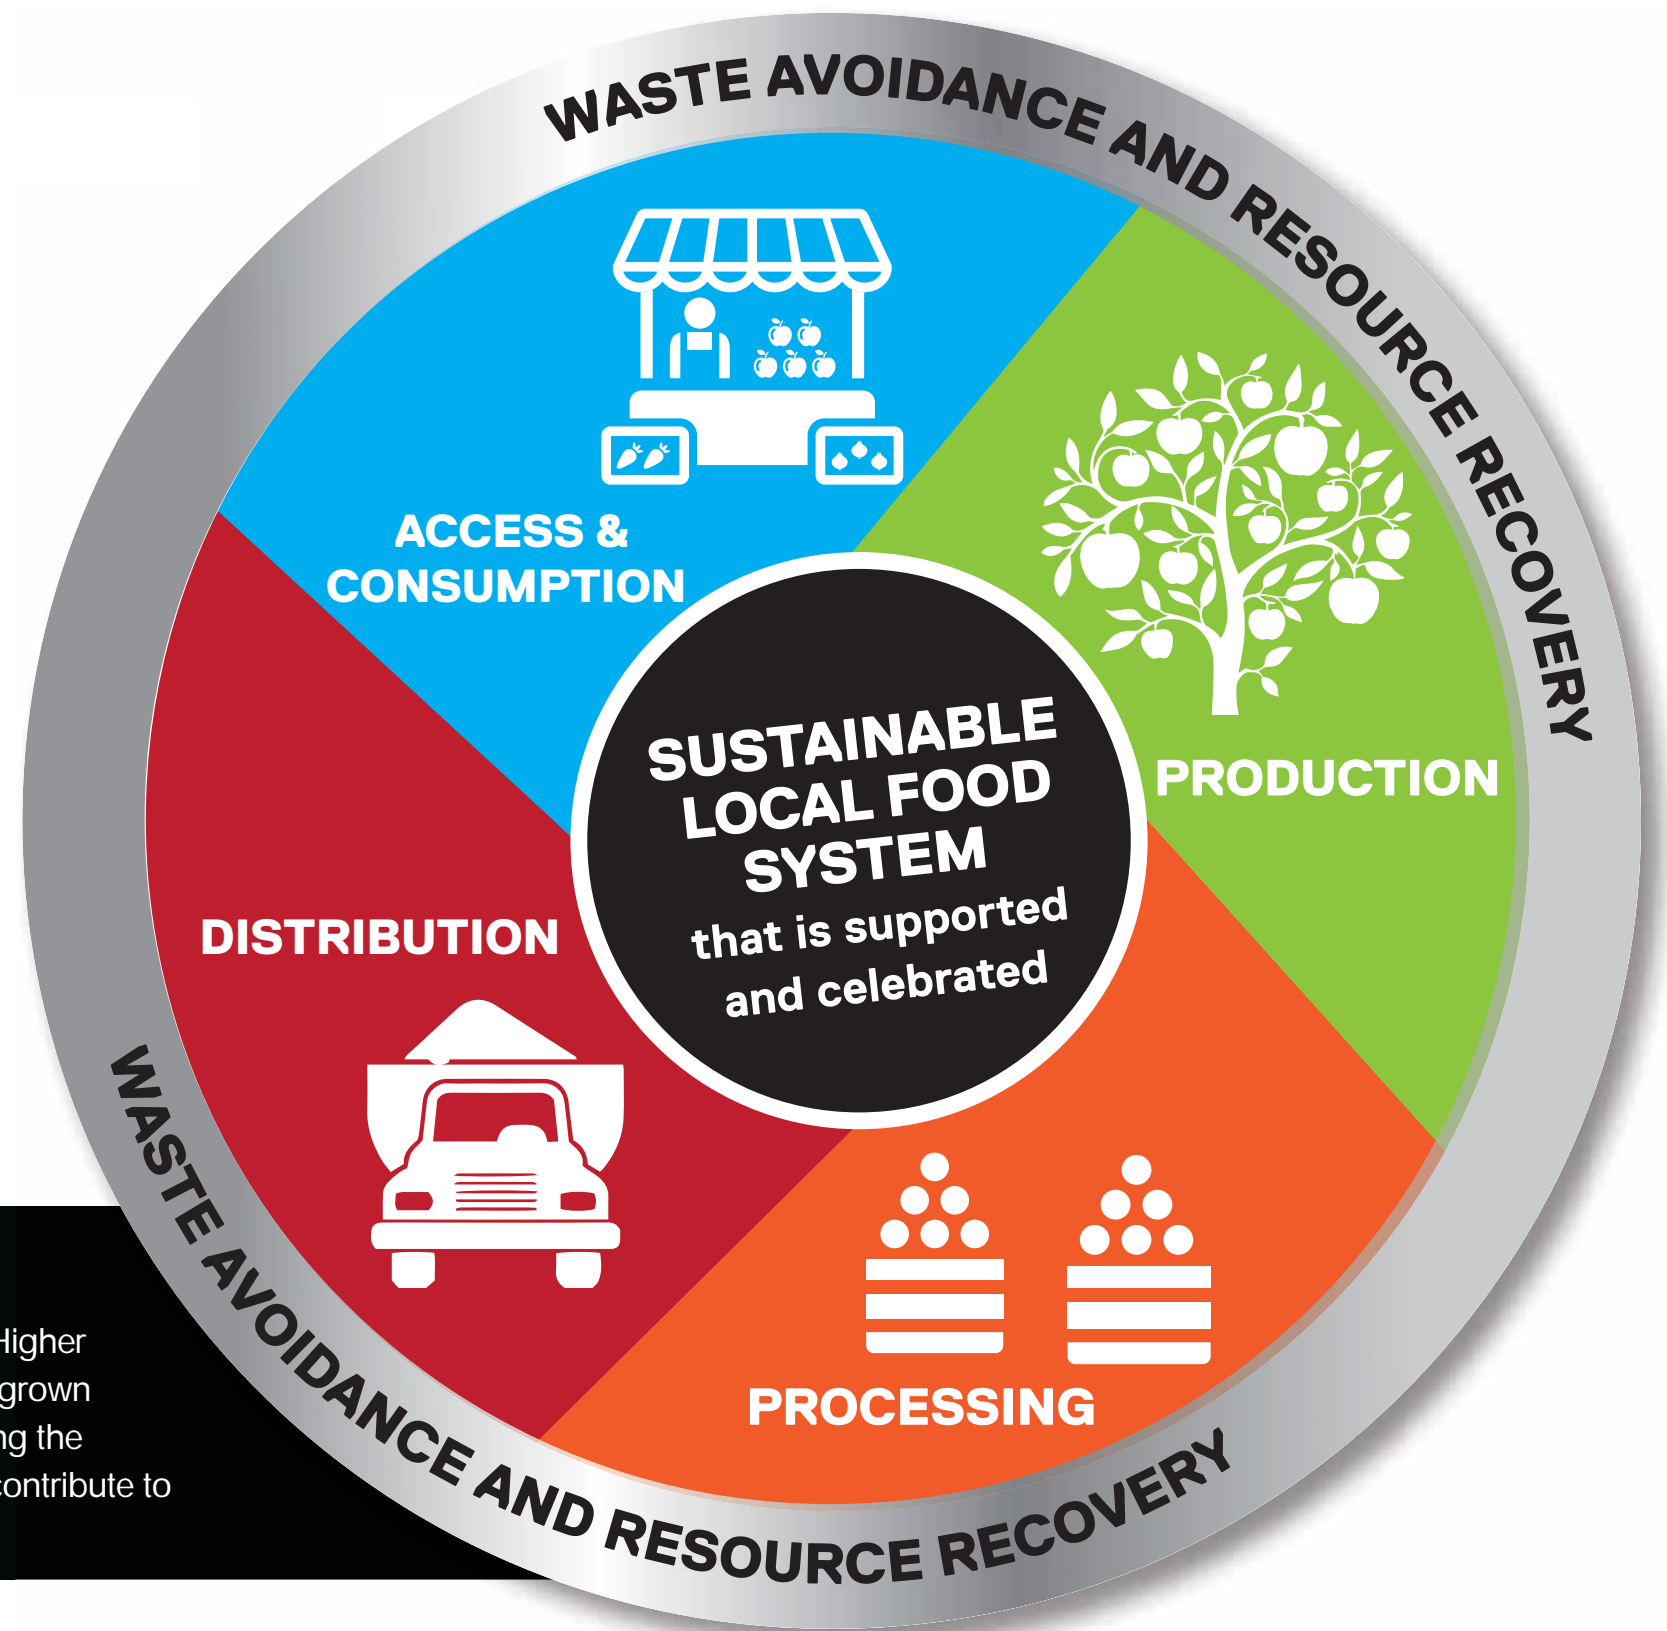 WASTE AVOIDANCE AND RESOURCE RECOVERY
ACCESS &
CONSUMPTION
PRODUCTION
SUSTAINABLE
LOCAL FOOD
SYSTEM
that is supported
and celebrated
DISTRIBUTION
PROCESSING
WASTE AVOIDANCE AND RESOURCE RECOVERY
Higher
grown
ng the
contribute to